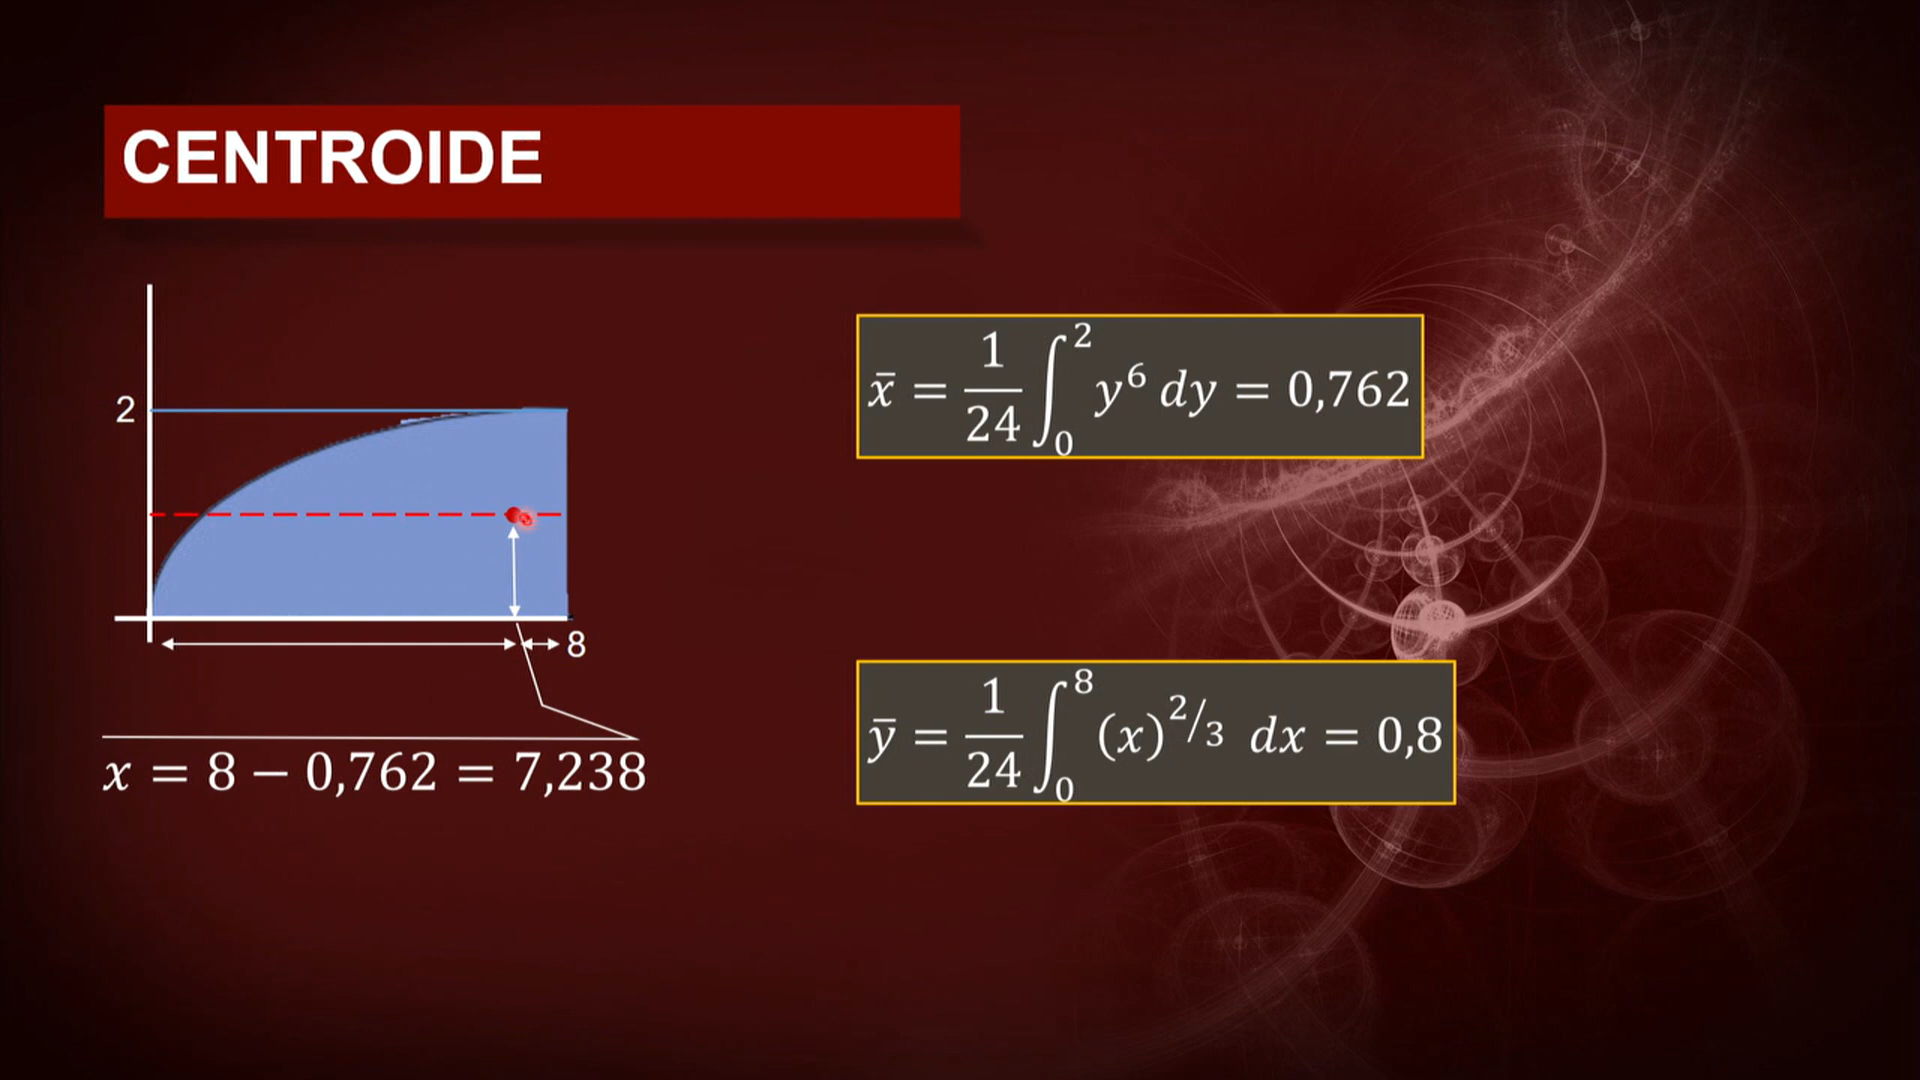 CENTROIDE
2
8
x = 8 − 0,762 = 7,238
x̄ = 1/24 ∫₀² y⁶ dy = 0,762
ȳ = 1/24 ∫₀⁸ (x)^2/3 dx = 0,8